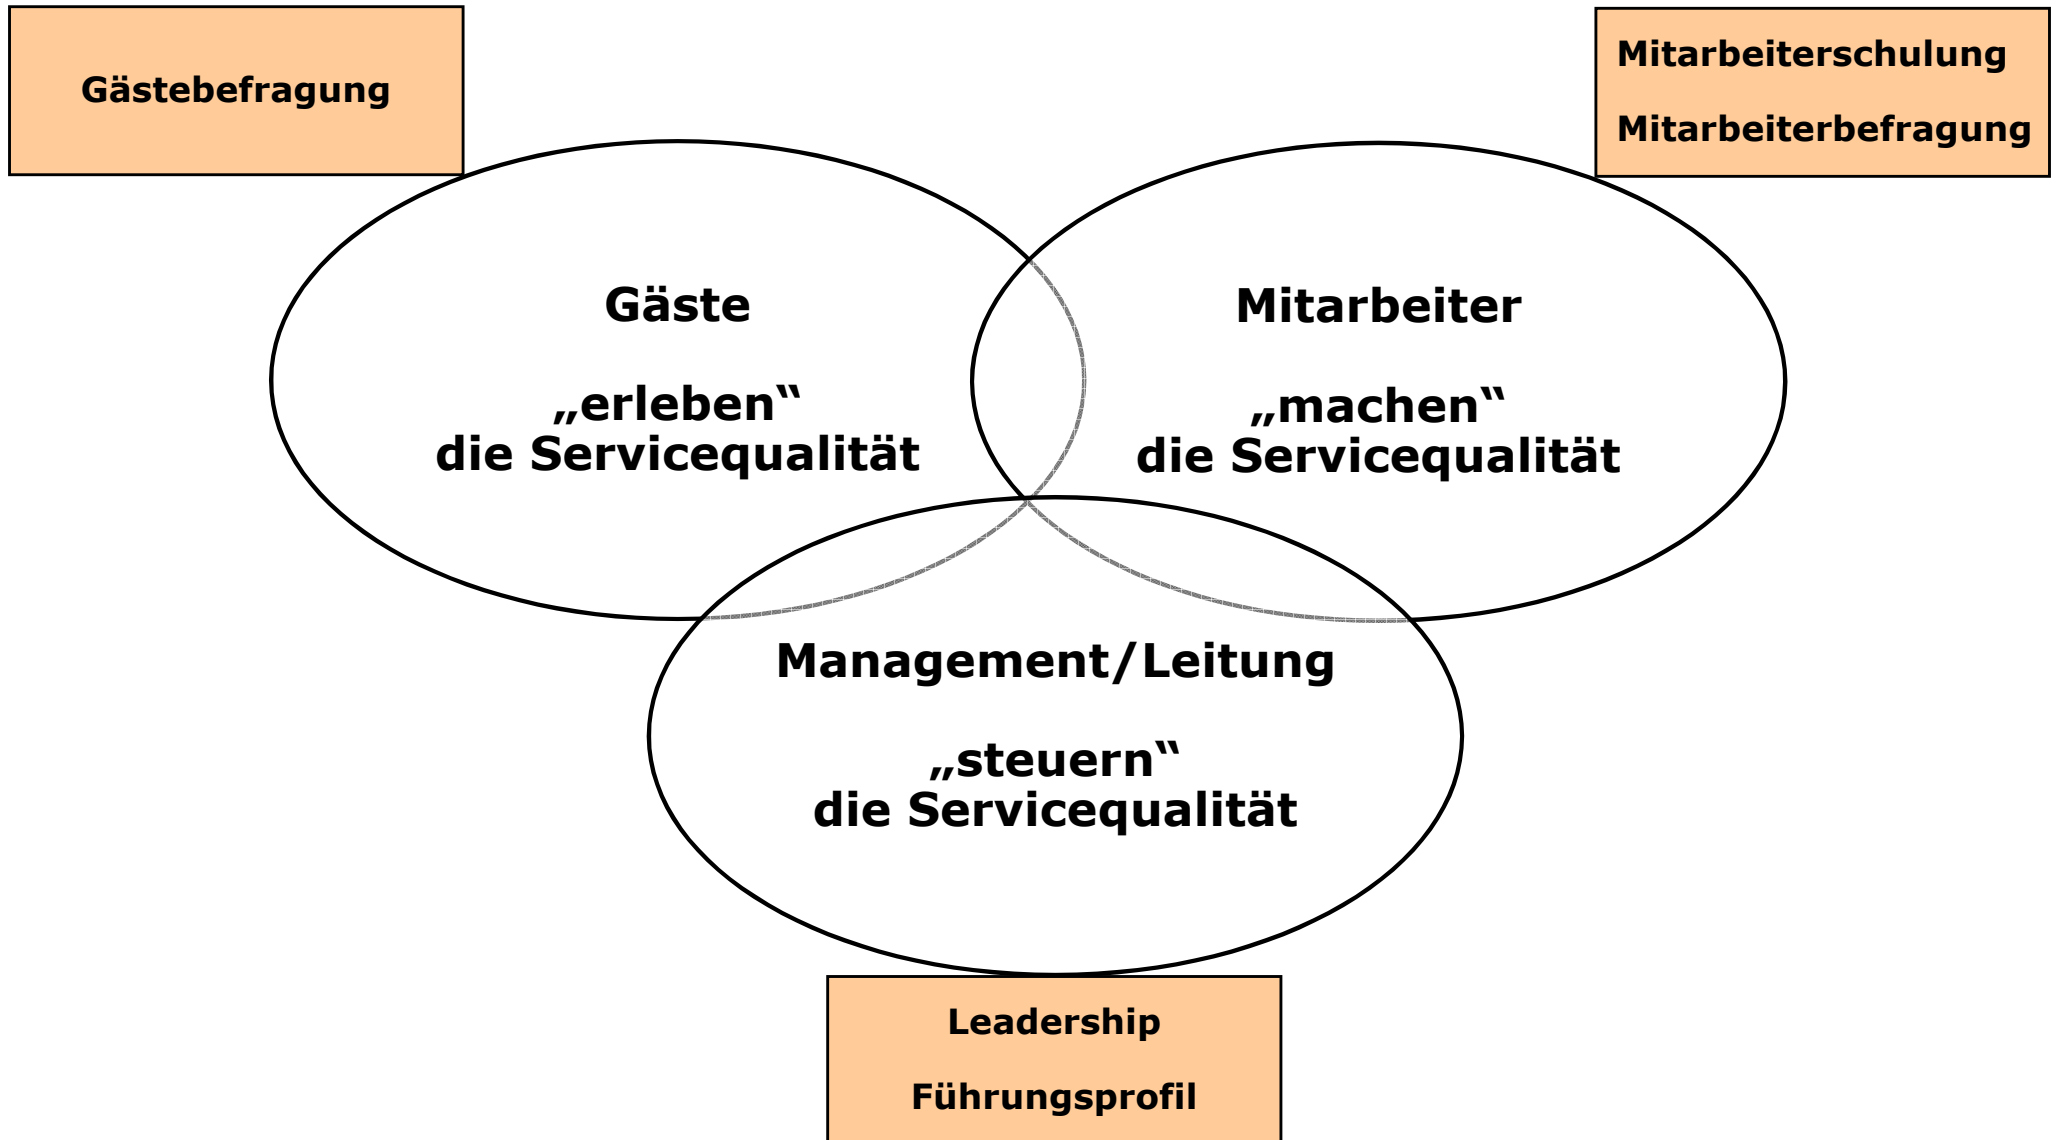 Gästebefragung
Mitarbeiterschulung
Mitarbeiterbefragung
Gäste
„erleben“
die Servicequalität
Mitarbeiter
„machen“
die Servicequalität
Management/Leitung
„steuern“
die Servicequalität
Leadership
Führungsprofil